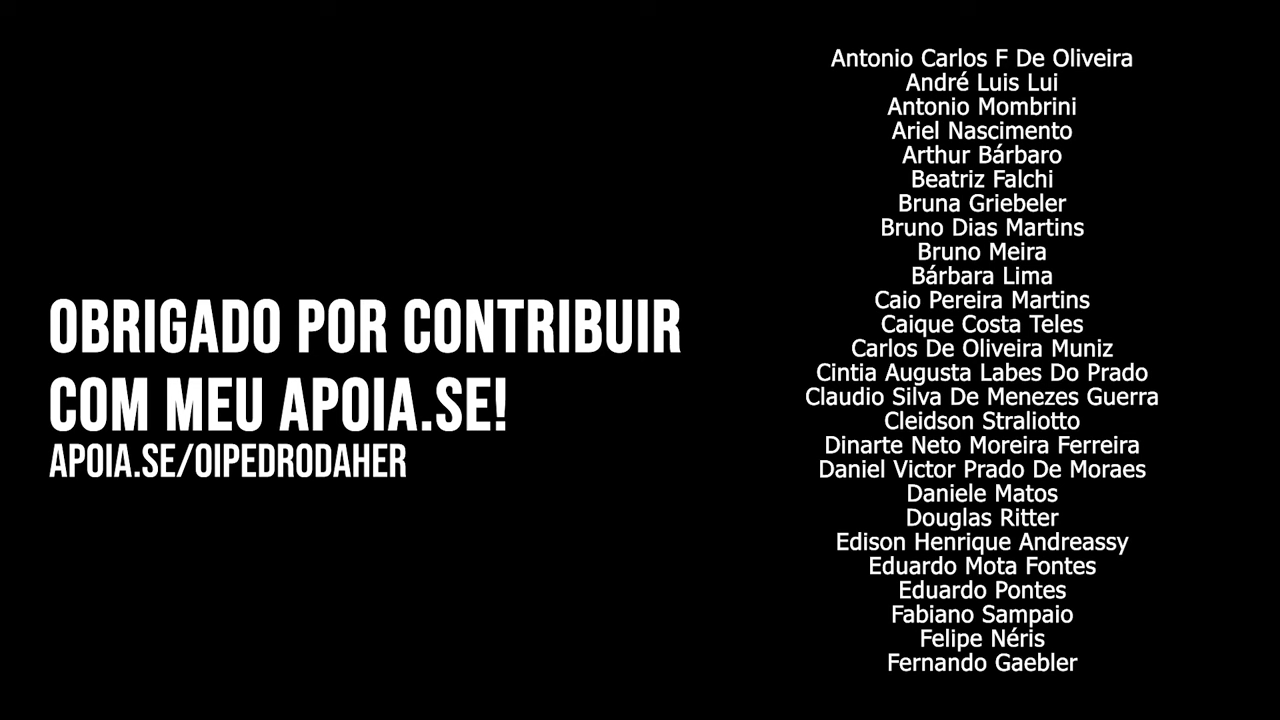 OBRIGADO POR CONTRIBUIR
COM MEU APOIA.SE!
APOIA.SE/OIPEDRODAHER
Antonio Carlos F De Oliveira
André Luis Lui
Antonio Mombrini
Ariel Nascimento
Arthur Bárbaro
Beatriz Falchi
Bruna Griebeler
Bruno Dias Martins
Bruno Meira
Bárbara Lima
Caio Pereira Martins
Caique Costa Teles
Carlos De Oliveira Muniz
Cintia Augusta Labes Do Prado
Claudio Silva De Menezes Guerra
Cleidson Straliotto
Dinarte Neto Moreira Ferreira
Daniel Victor Prado De Moraes
Daniele Matos
Douglas Ritter
Edison Henrique Andreassy
Eduardo Mota Fontes
Eduardo Pontes
Fabiano Sampaio
Felipe Néris
Fernando Gaebler